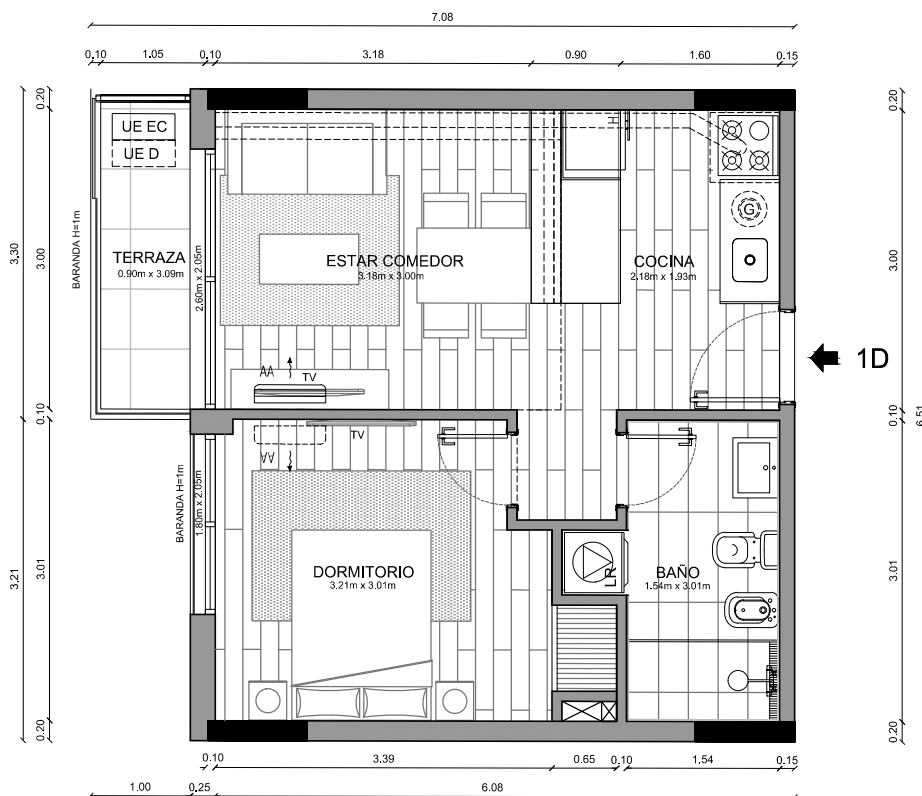 7.08
0.10 1.05 0.10 3.18 0.90 1.60 0.15
0.20 0.20
UE EC
UE D
H
G
BARANDA H=1m
TERRAZA
0.90m x 3.09m
2.60m x 2.05m
ESTAR COMEDOR
3.18m x 3.00m
COCINA
2.18m x 1.93m
3.30 3.00 3.00
1D
AA
TV
0.10 0.10
6.51
AA
TV
BARANDA H=1m
1.80m x 2.05m
DORMITORIO
3.21m x 3.01m
LR
BAÑO
1.54m x 3.01m
3.21 3.01 3.01
0.20 0.20
0.10 3.39 0.65 0.10 1.54 0.15
1.00 0.25 6.08